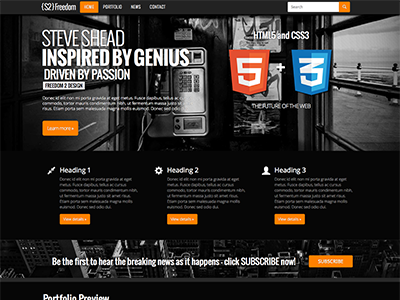 {S2}Freedom
HOME PORTFOLIO NEWS CONTACT
Search
STEVE SHEAD
INSPIRED BY GENIUS
DRIVEN BY PASSION
FREEDOM 2 DESIGN
Donec id elit non mi porta gravida at eget
metus. Fusce dapibus, tellus ac cursus
commodo, tortor mauris condimentum nibh, ut fermentum massa justo sit amet risus.
Etiam porta sem malesuada magna mollis euismod. Donec sed odio dui.
Learn more »
HTML5 and CSS3
5 + 3
THE FUTURE OF THE WEB
Heading 1
Donec id elit non mi porta gravida at eget
metus. Fusce dapibus, tellus ac cursus
commodo, tortor mauris condimentum nibh,
ut fermentum massa justo sit amet risus.
Etiam porta sem malesuada magna mollis
euismod. Donec sed odio dui.
View details »
Heading 2
Donec id elit non mi porta gravida at eget
metus. Fusce dapibus, tellus ac cursus
commodo, tortor mauris condimentum nibh,
ut fermentum massa justo sit amet risus.
Etiam porta sem malesuada magna mollis
euismod. Donec sed odio dui.
View details »
Heading 3
Donec id elit non mi porta gravida at eget
metus. Fusce dapibus, tellus ac cursus
commodo, tortor mauris condimentum nibh,
ut fermentum massa justo sit amet risus.
Etiam porta sem malesuada magna mollis
euismod. Donec sed odio dui.
View details »
Be the first to hear the breaking news as it happens - click SUBSCRIBE now!
SUBSCRIBE
Portfolio Preview